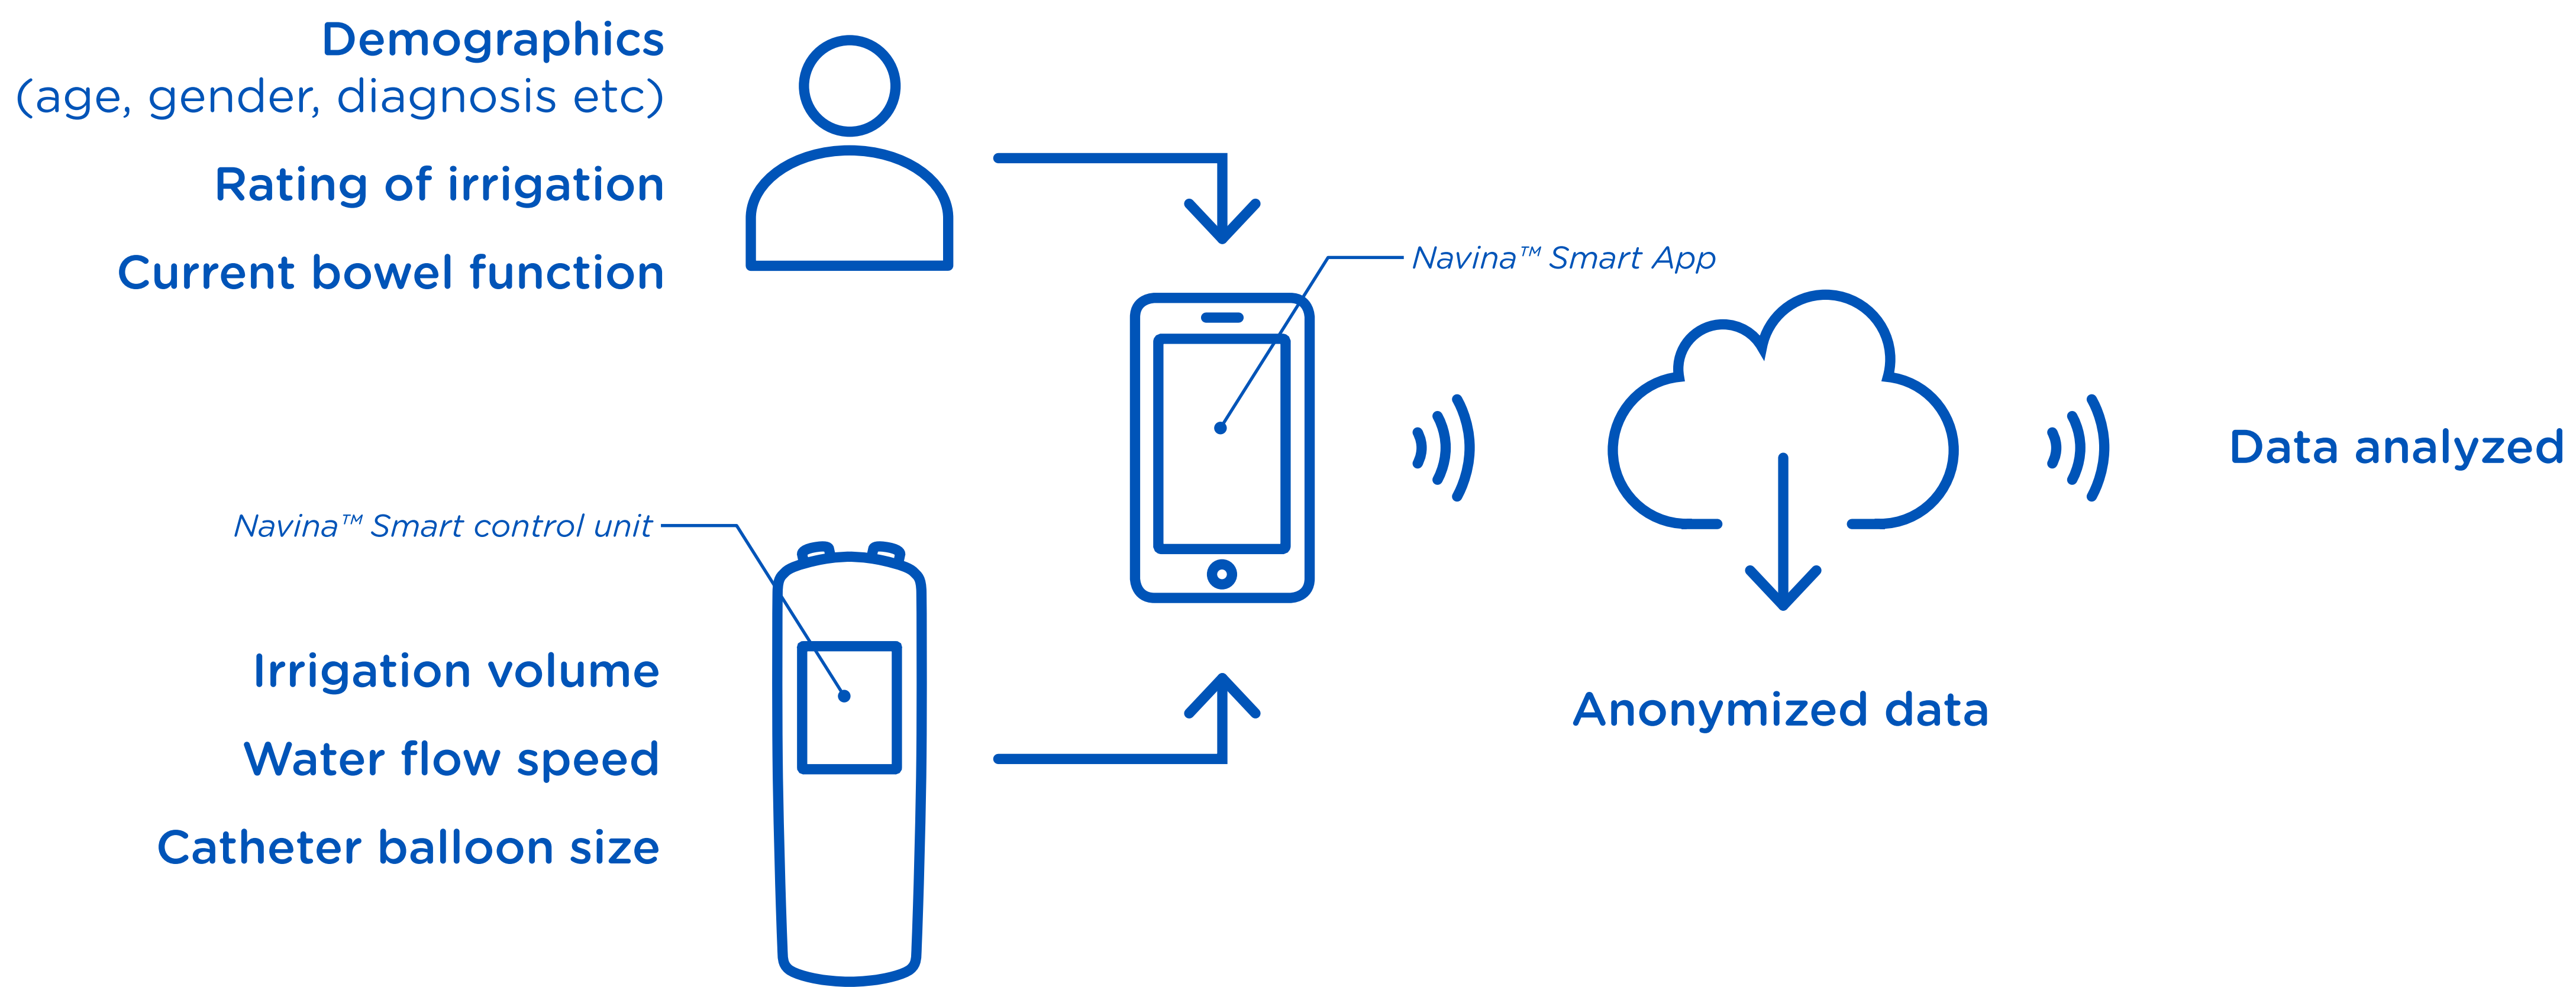 Demographics
(age, gender, diagnosis etc)
Rating of irrigation
Current bowel function
Navina™ Smart App
Data analyzed
Navina™ Smart control unit
Irrigation volume
Water flow speed
Catheter balloon size
Anonymized data